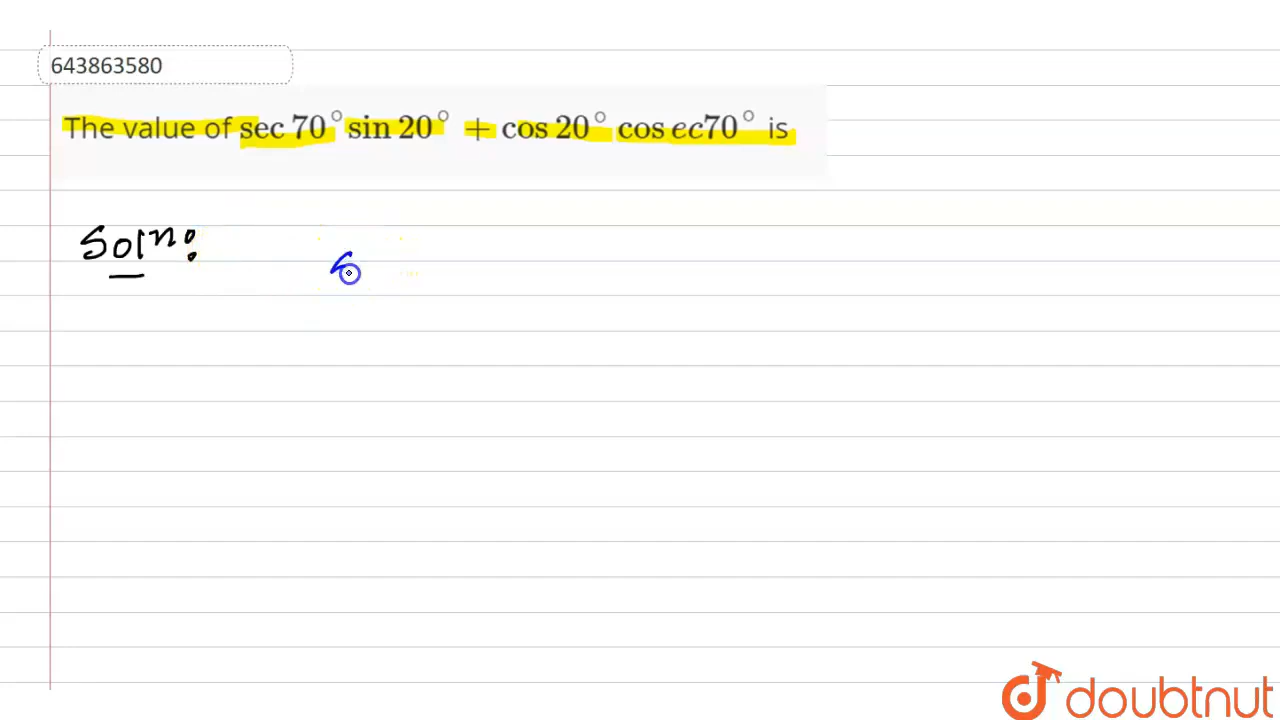 643863580
The value of sec 70° sin 20° + cos 20° cos ec70° is
Soln:
doubtnut